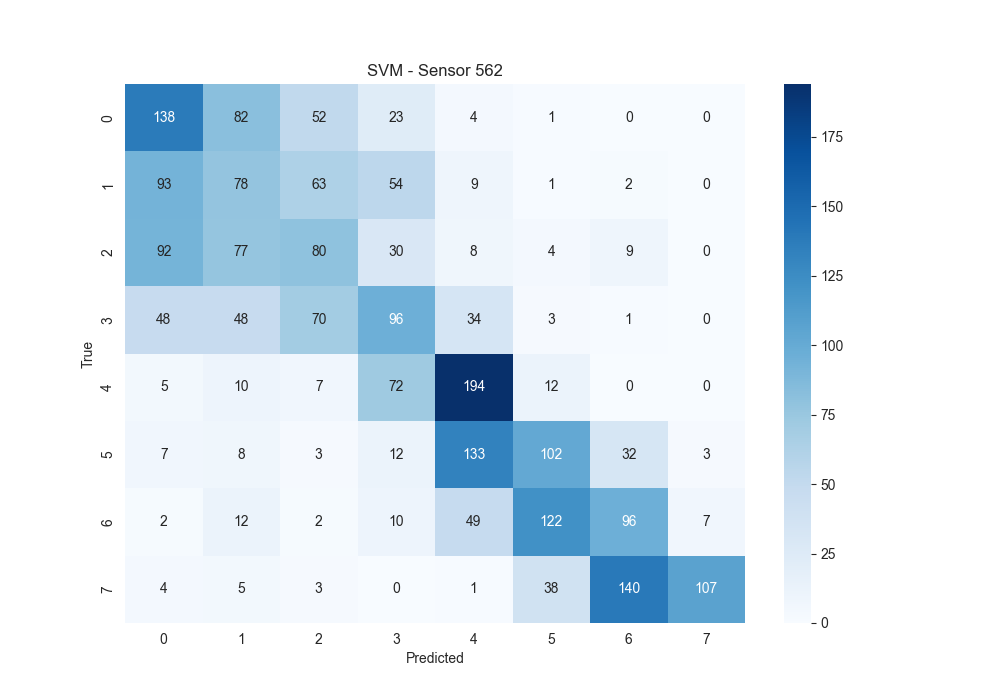 SVM - Sensor 562
0 138 82 52 23 4 1 0 0
1 93 78 63 54 9 1 2 0
2 92 77 80 30 8 4 9 0
3 48 48 70 96 34 3 1 0
4 5 10 7 72 194 12 0 0
5 7 8 3 12 133 102 32 3
6 2 12 2 10 49 122 96 7
7 4 5 3 0 1 38 140 107
0 1 2 3 4 5 6 7
Predicted
True
175
150
125
100
75
50
25
0